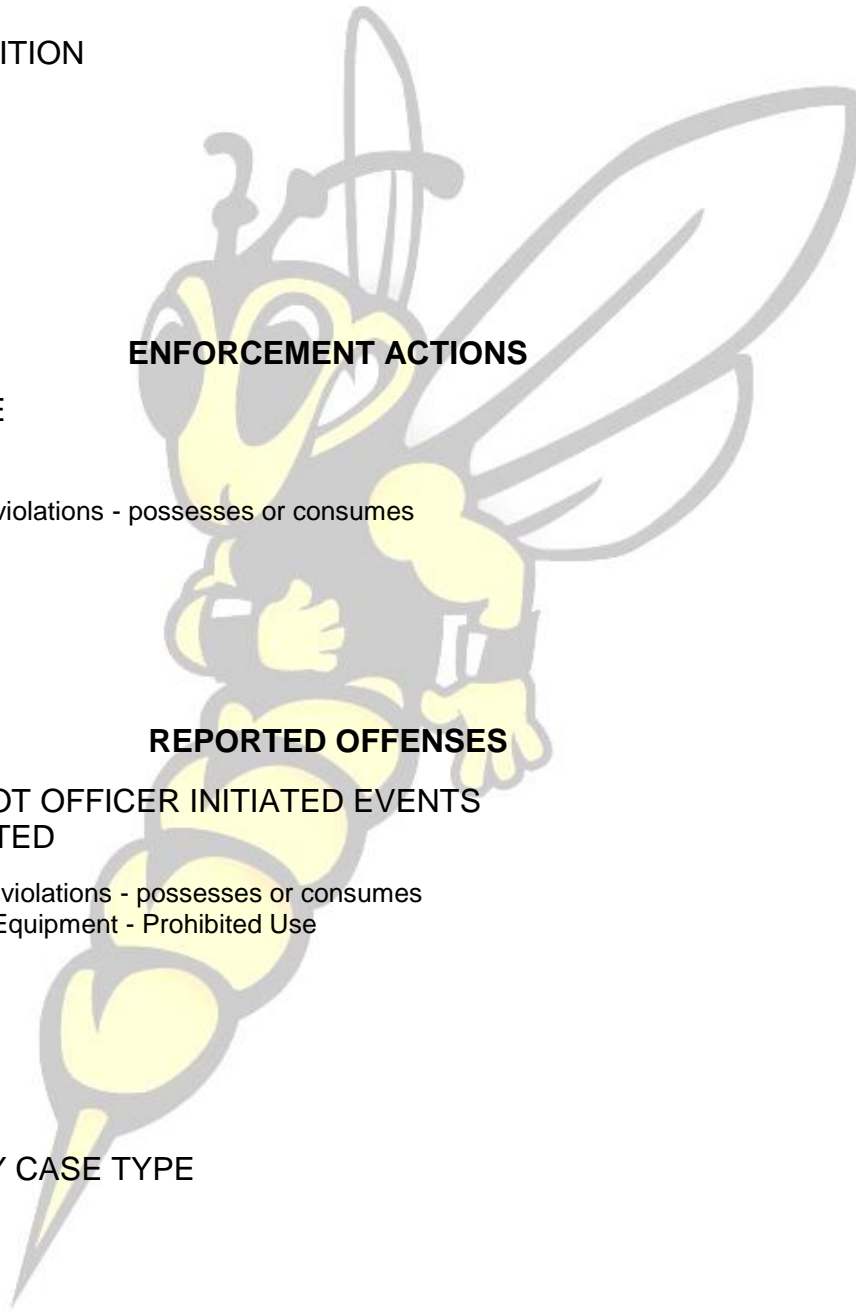 ITION
ENFORCEMENT ACTIONS
E
violations - possesses or consumes
REPORTED OFFENSES
OT OFFICER INITIATED EVENTS
TED
violations - possesses or consumes
Equipment - Prohibited Use
Y CASE TYPE